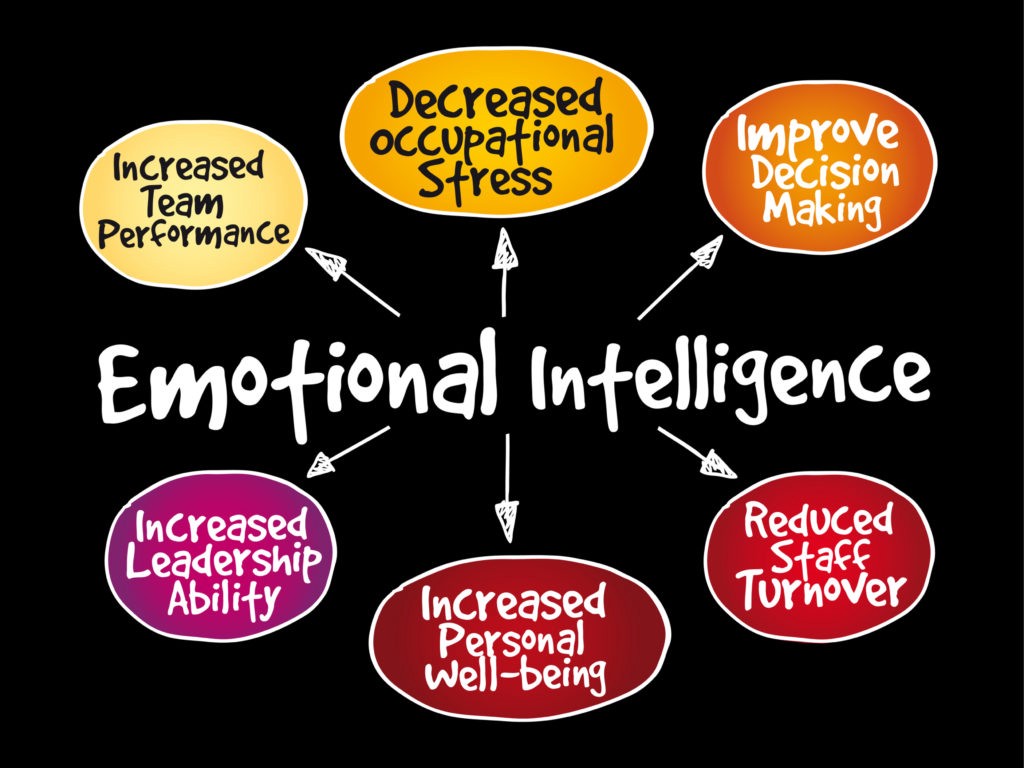 Decreased
Occupational
Stress
Improve
Decision
Making
Increased
Team
Performance
Emotional Intelligence
Increased
Leadership
Ability
Increased
Personal
Well-being
Reduced
Staff
Turnover